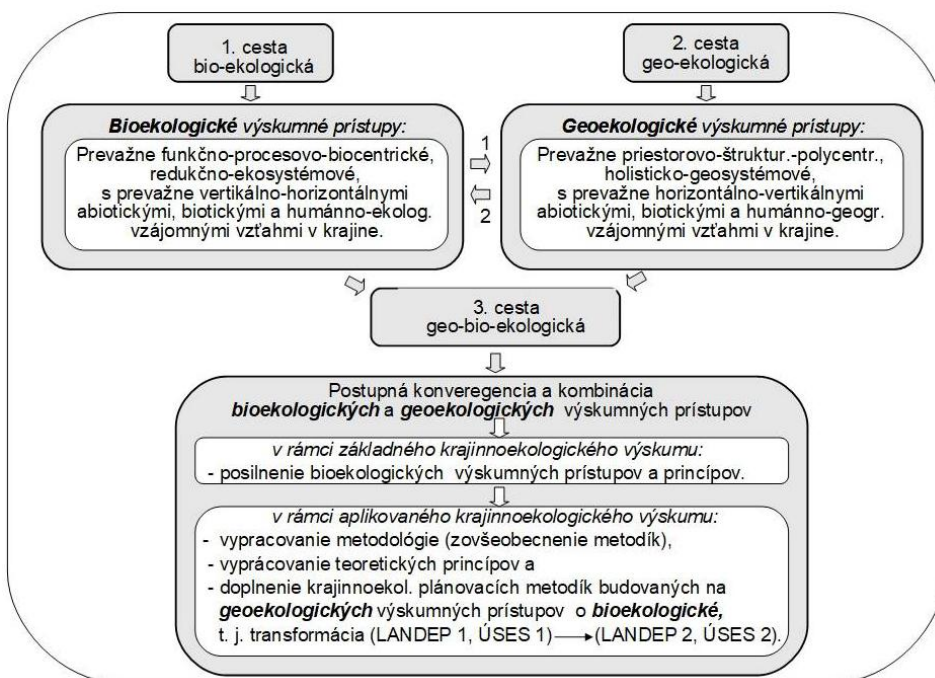 1. cesta
bio-ekologická
2. cesta
geo-ekologická
Bioekologické výskumné prístupy:
Prevažne funkčno-procesovo-biocentrické,
redukčno-ekosystémové,
s prevažne vertikálno-horizontálnymi
abiotickými, biotickými a humánno-ekolog.
vzájomnými vzťahmi v krajine.
1
2
Geoekologické výskumné prístupy:
Prevažne priestorovo-štruktur.-polycentr.,
holisticko-geosystémové,
s prevažne horizontálno-vertikálnymi
abiotickými, biotickými a humánno-geogr.
vzájomnými vzťahmi v krajine.
3. cesta
geo-bio-ekologická
Postupná konveregencia a kombinácia
bioekologických a geoekologických výskumných prístupov
v rámci základného krajinnoekologického výskumu:
- posilnenie bioekologických výskumných prístupov a princípov.
v rámci aplikovaného krajinnoekologického výskumu:
- vypracovanie metodológie (zovšeobecnenie metodík),
- vyprácovanie teoretických princípov a
- doplnenie krajinnoekol. plánovacích metodík budovaných na
geoekologických výskumných prístupov o bioekologické,
t. j. transformácia (LANDEP 1, ÚSES 1) → (LANDEP 2, ÚSES 2).